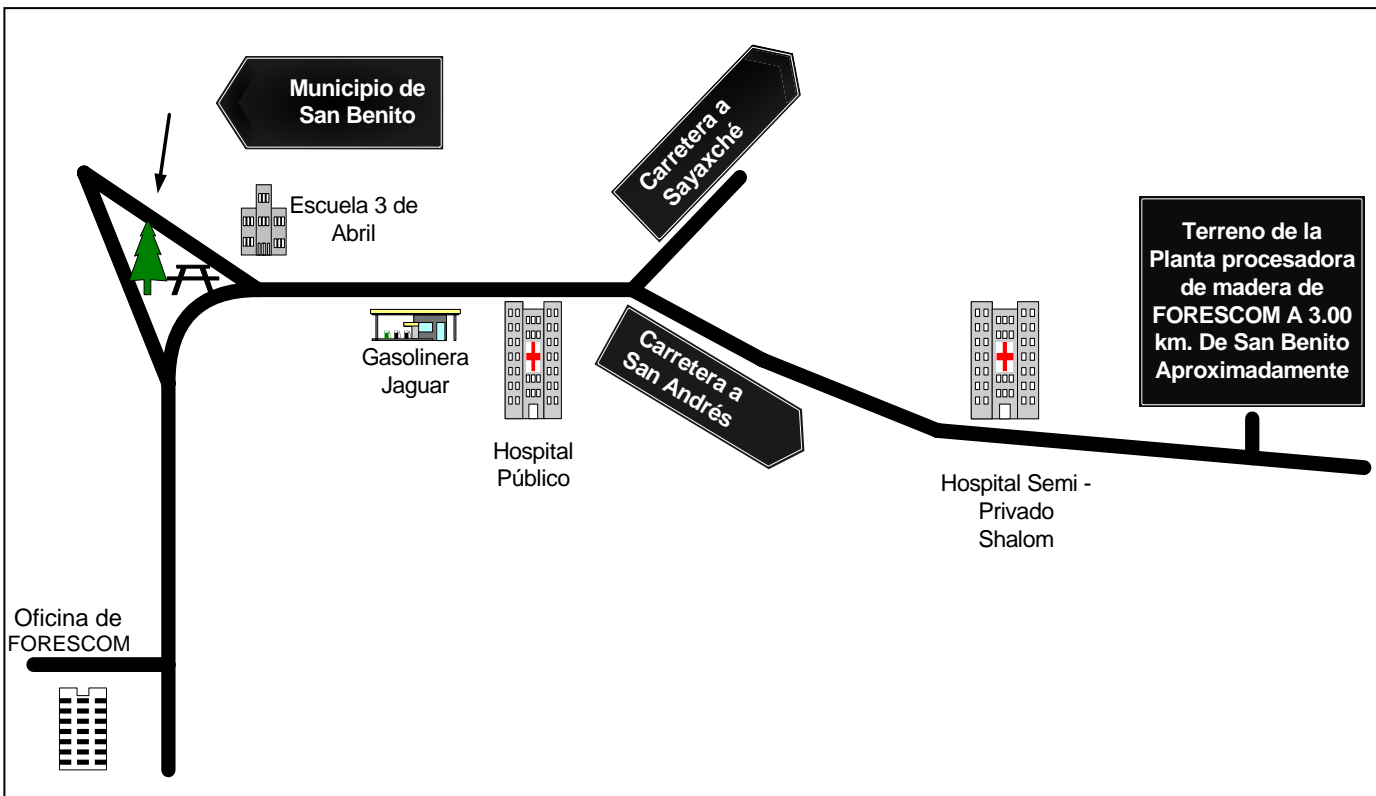 Municipio de
San Benito
Carretera a
Sayaxché
Escuela 3 de
Abril
Terreno de la
Planta procesadora
de madera de
FORESCOM A 3.00
km. De San Benito
Aproximadamente
Gasolinera
Jaguar
Carretera a
San Andrés
Hospital
Público
Hospital Semi -
Privado
Shalom
Oficina de
FORESCOM